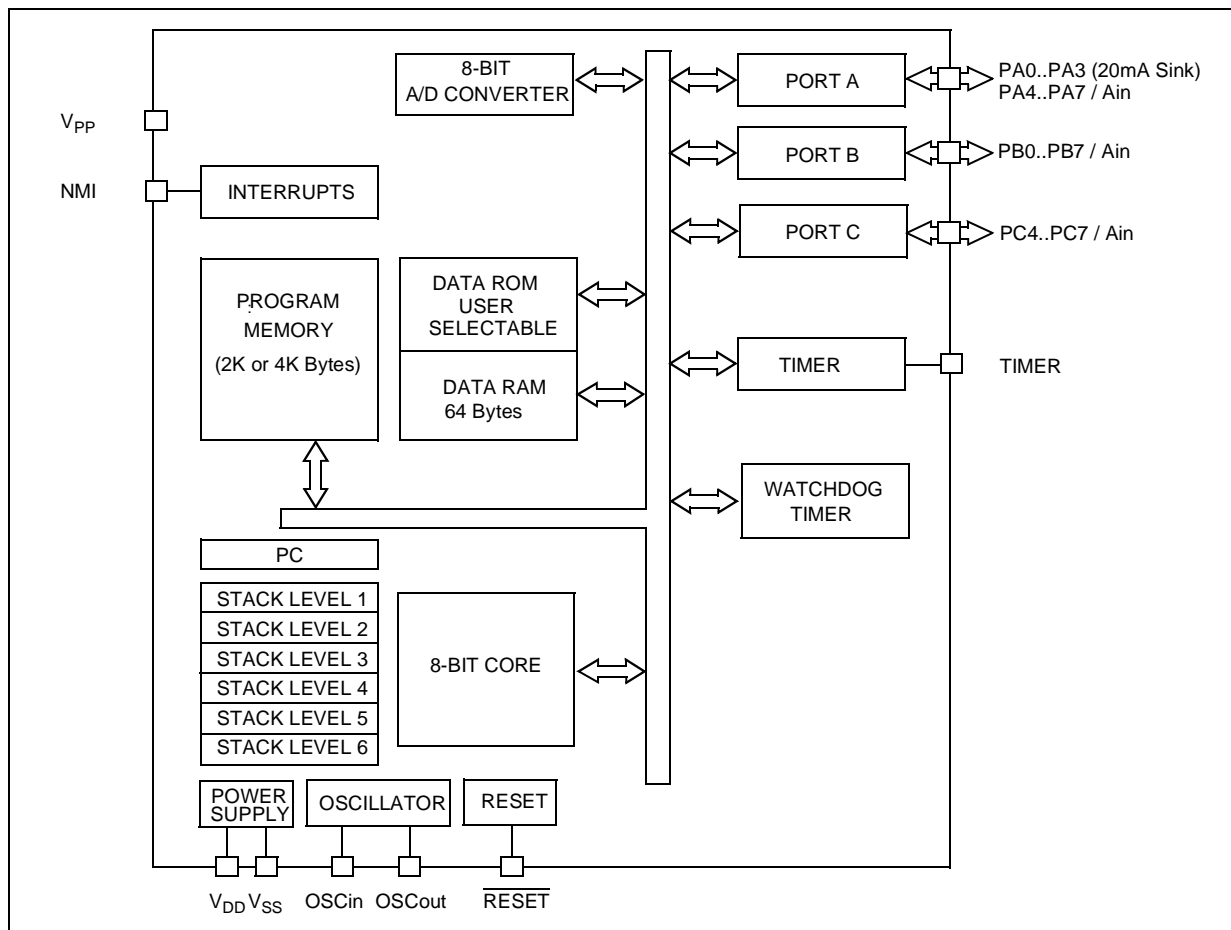 8-BIT
A/D CONVERTER
PORT A
PA0..PA3 (20mA Sink)
PA4..PA7 / Ain
VPP
PORT B
PB0..PB7 / Ain
NMI
INTERRUPTS
PORT C
PC4..PC7 / Ain
PROGRAM
:
MEMORY
(2K or 4K Bytes)
DATA ROM
USER
SELECTABLE
DATA RAM
64 Bytes
TIMER
TIMER
WATCHDOG
TIMER
PC
STACK LEVEL 1
STACK LEVEL 2
STACK LEVEL 3
STACK LEVEL 4
STACK LEVEL 5
STACK LEVEL 6
8-BIT CORE
POWER
SUPPLY
OSCILLATOR
RESET
VDD VSS OSCin OSCout RESET